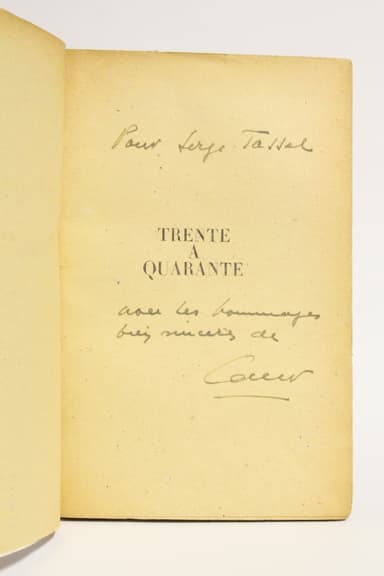 Pour Serge Tassel
TRENTE
A
QUARANTE
avec les hommages
bien sincères de